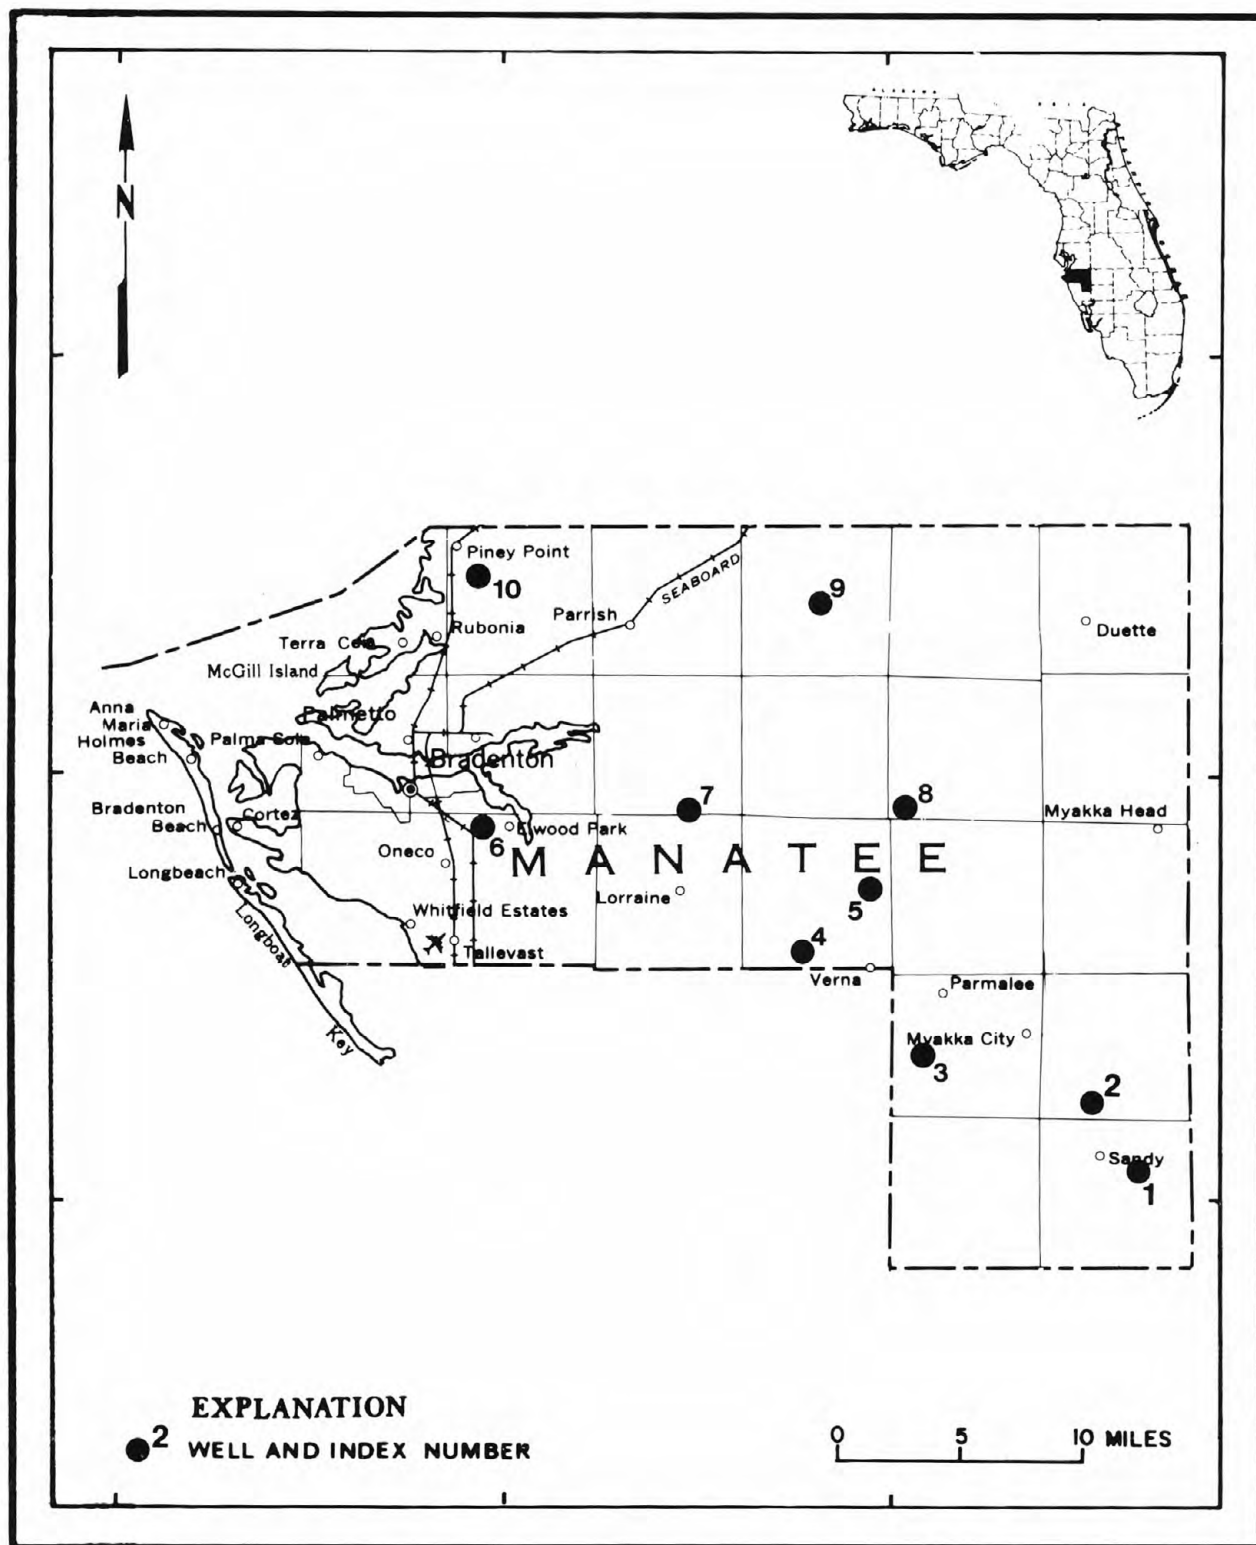 N
Piney Point
10
SEABOARD
9
Parrish
Rubonia
Duette
Terra Ceia
McGill Island
Anna
Maria
Palmetto
Holmes
Beach
Palma Sola
Bradenton
7
8
Bradenton
Beach
Cortez
Myakka Head
6
Elwood Park
Oneco
MANATEE
Longbeach
Lorraine
5
Longboat
Key
Whitfield Estates
4
Tallevast
Verna
Parmalee
Myakka City
3
2
Sandy
1
EXPLANATION
2 WELL AND INDEX NUMBER
0 5 10 MILES